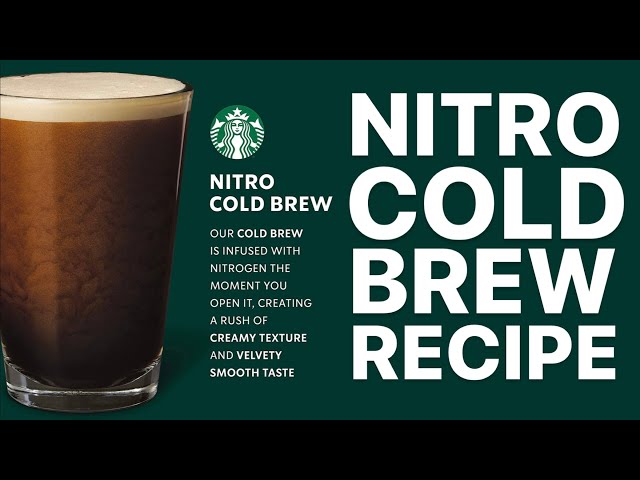 NITRO
COLD BREW
OUR COLD BREW
IS INFUSED WITH
NITROGEN THE
MOMENT YOU
OPEN IT, CREATING
A RUSH OF
CREAMY TEXTURE
AND VELVETY
SMOOTH TASTE
NITRO
COLD
BREW
RECIPE